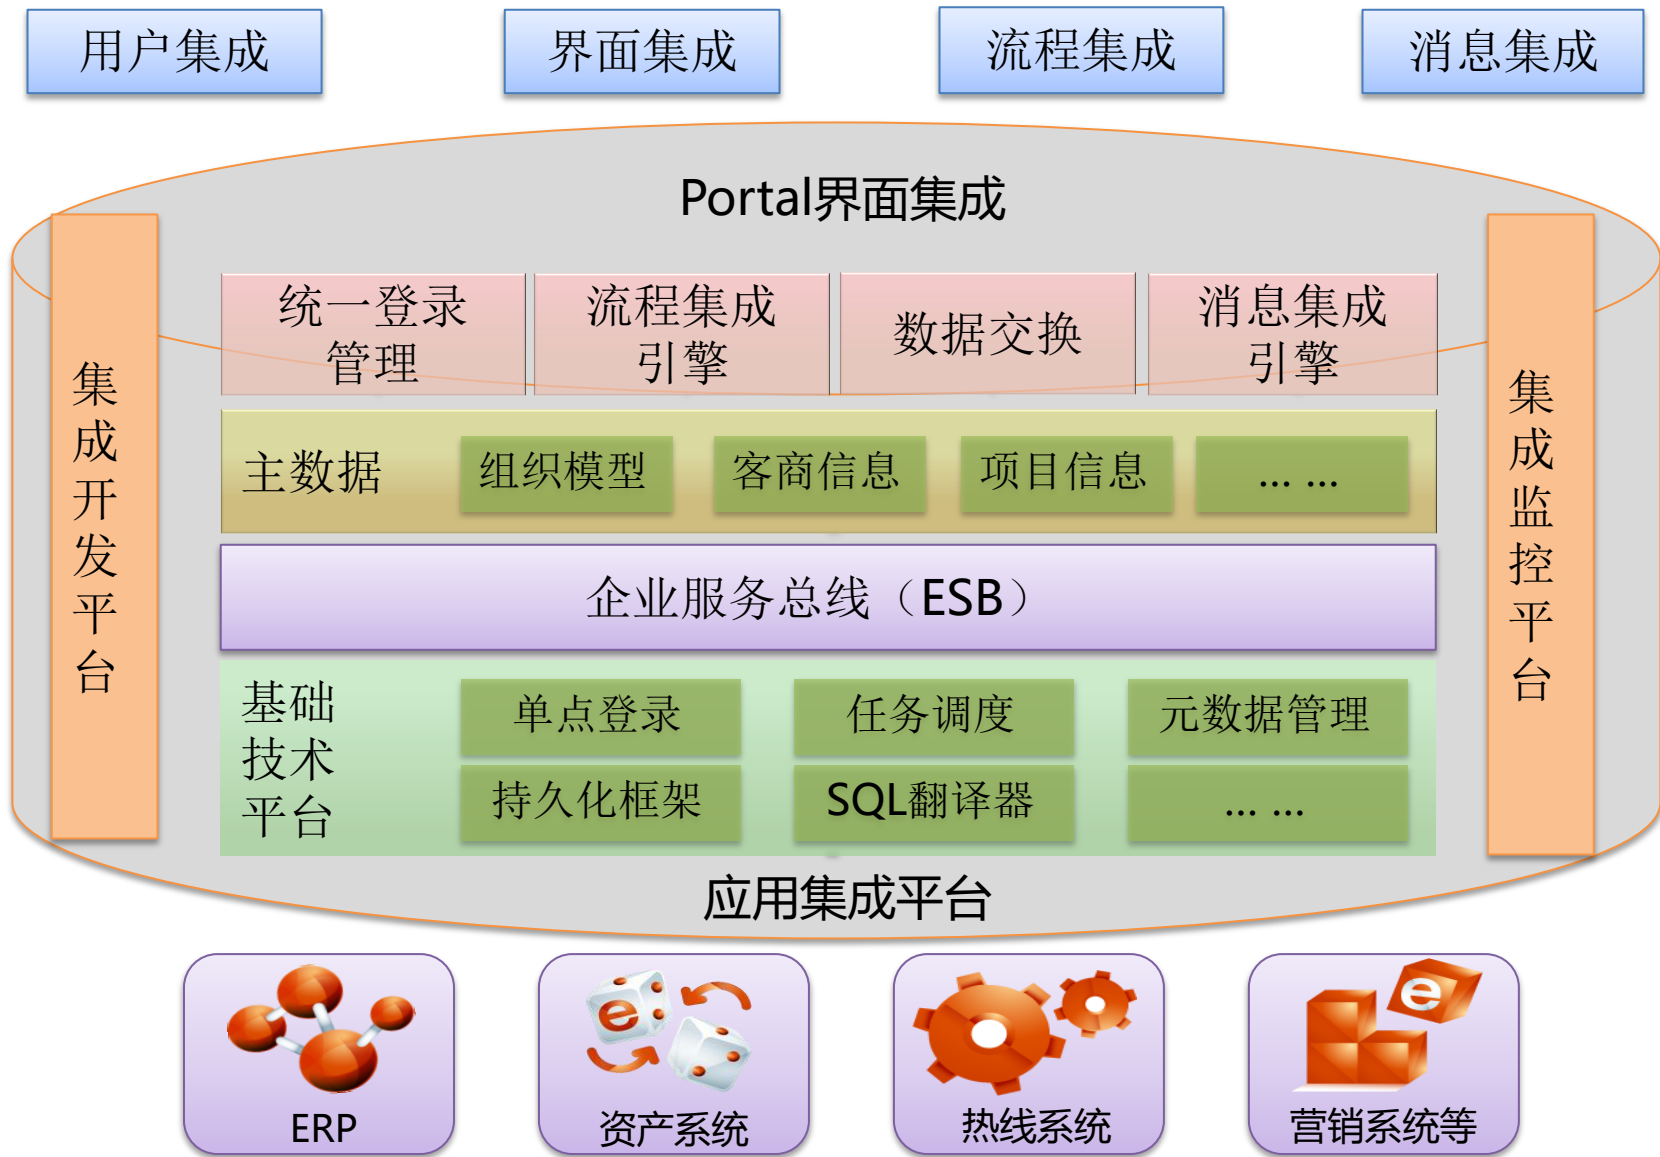 用户集成
界面集成
流程集成
消息集成
Portal界面集成
集成开发平台
统一登录
管理
流程集成
引擎
数据交换
消息集成
引擎
主数据
组织模型
客商信息
项目信息
... ...
企业服务总线（ESB）
基础
技术
平台
单点登录
任务调度
元数据管理
持久化框架
SQL翻译器
... ...
集成监控平台
应用集成平台
e
e
ERP
资产系统
热线系统
营销系统等